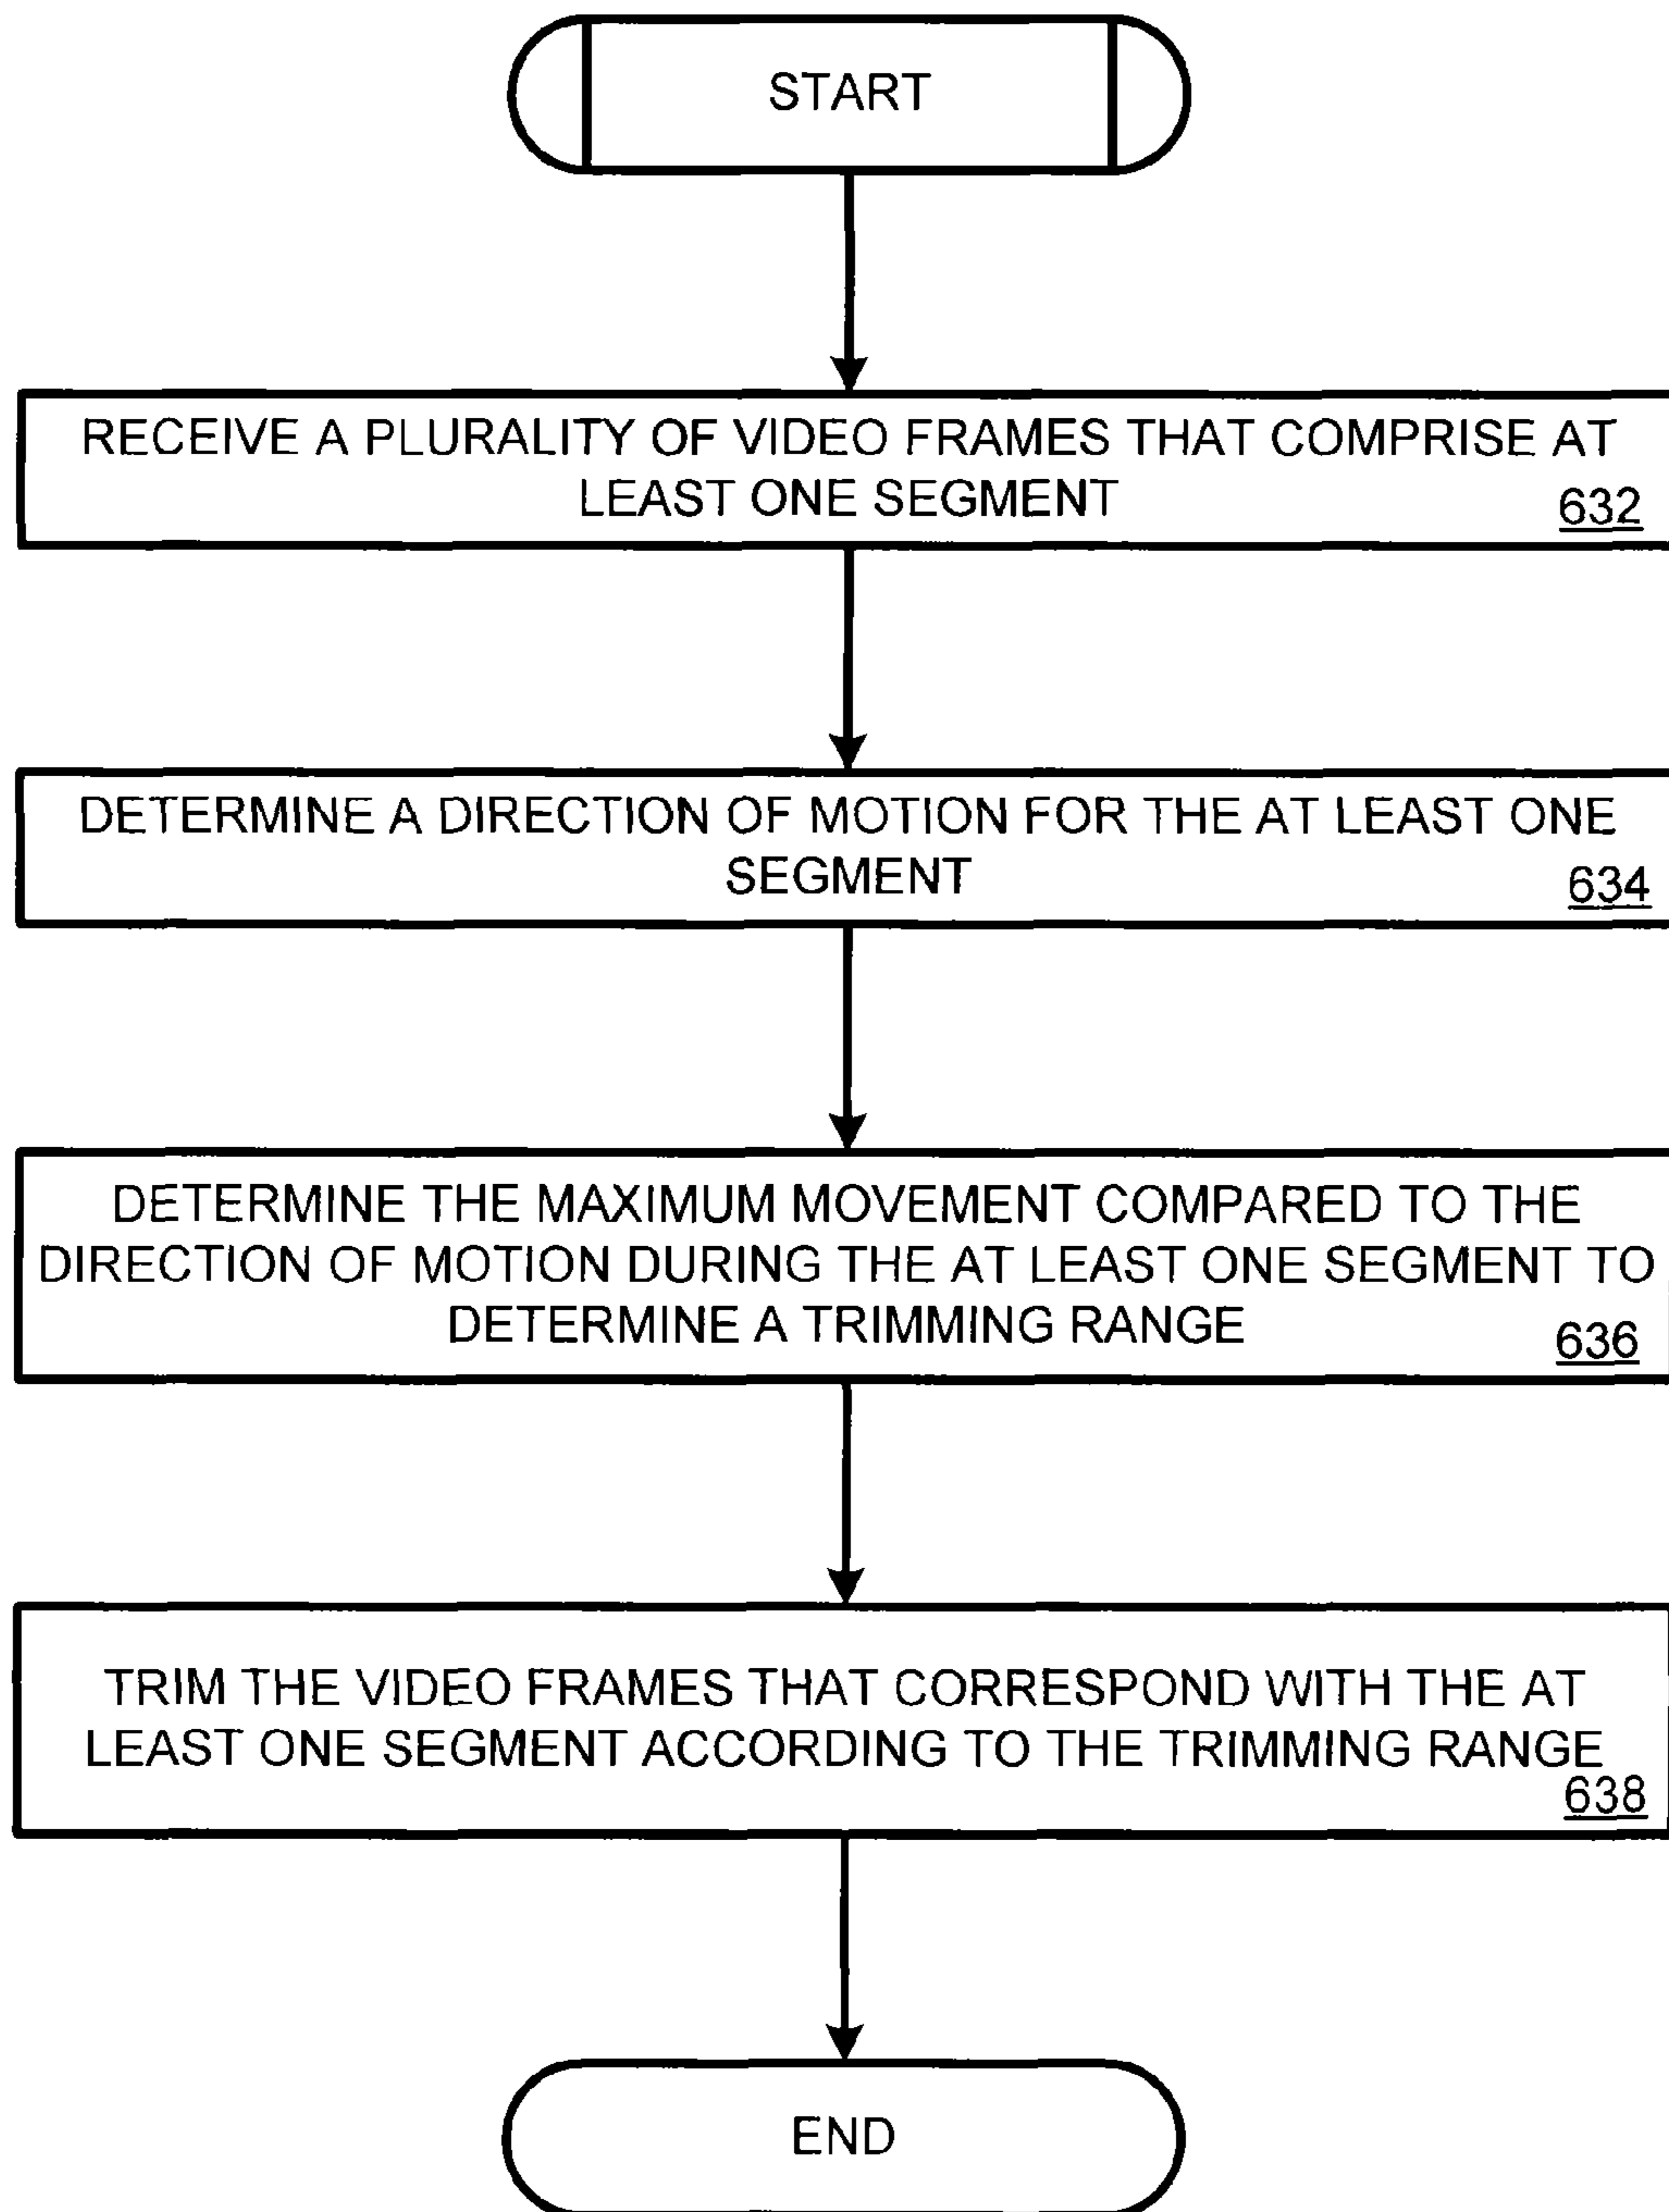 START
RECEIVE A PLURALITY OF VIDEO FRAMES THAT COMPRISE AT
LEAST ONE SEGMENT
632
DETERMINE A DIRECTION OF MOTION FOR THE AT LEAST ONE
SEGMENT
634
DETERMINE THE MAXIMUM MOVEMENT COMPARED TO THE
DIRECTION OF MOTION DURING THE AT LEAST ONE SEGMENT TO
DETERMINE A TRIMMING RANGE
636
TRIM THE VIDEO FRAMES THAT CORRESPOND WITH THE AT
LEAST ONE SEGMENT ACCORDING TO THE TRIMMING RANGE
638
END